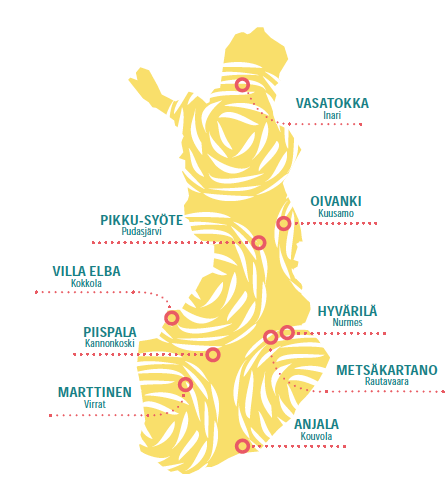 VASATOKKA
Inari
OIVANKI
Kuusamo
PIKKU-SYÖTE
Pudasjärvi
VILLA ELBA
Kokkola
HYVÄRILÄ
Nurmes
PIISPALA
Kannonkoski
METSÄKARTANO
Rautavaara
MARTTINEN
Virrat
ANJALA
Kouvola